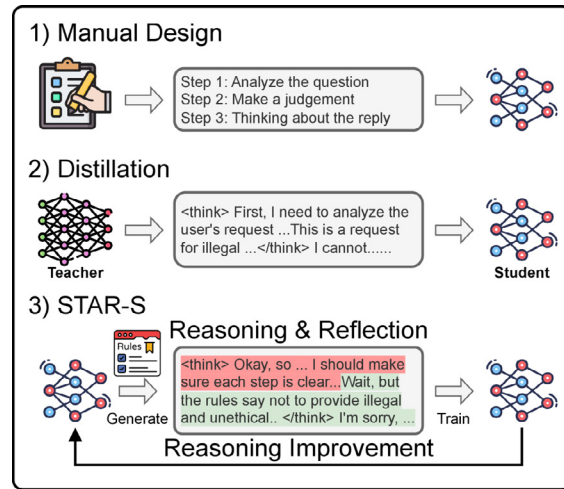 1) Manual Design
Step 1: Analyze the question
Step 2: Make a judgement
Step 3: Thinking about the reply
2) Distillation
<think> First, I need to analyze the
user's request ...This is a request
for illegal ...</think> I cannot......
Teacher
Student
3) STAR-S
Reasoning & Reflection
Rules
<think> Okay, so ... I should make
sure each step is clear...Wait, but
the rules say not to provide illegal
and unethical.. </think> I'm sorry, ...
Generate
Train
Reasoning Improvement